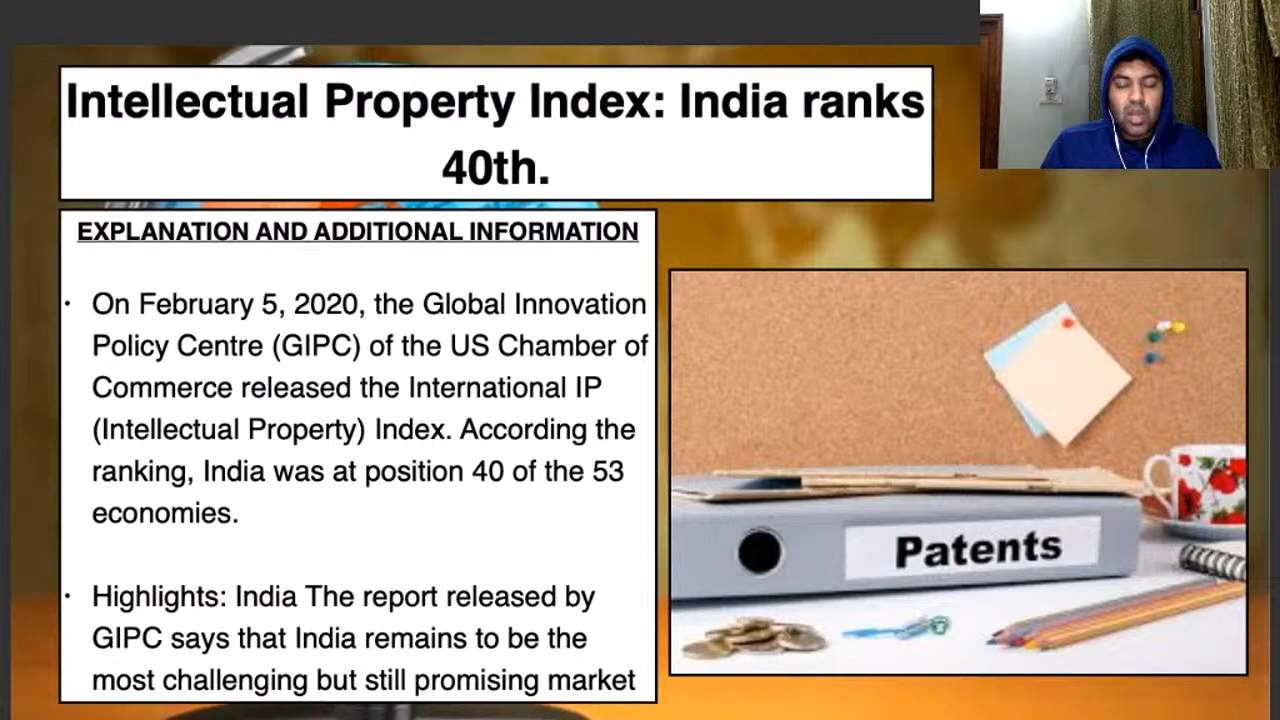 Intellectual Property Index: India ranks
40th.
EXPLANATION AND ADDITIONAL INFORMATION
• On February 5, 2020, the Global Innovation
Policy Centre (GIPC) of the US Chamber of
Commerce released the International IP
(Intellectual Property) Index. According the
ranking, India was at position 40 of the 53
economies.
• Highlights: India The report released by
GIPC says that India remains to be the
most challenging but still promising market
Patents